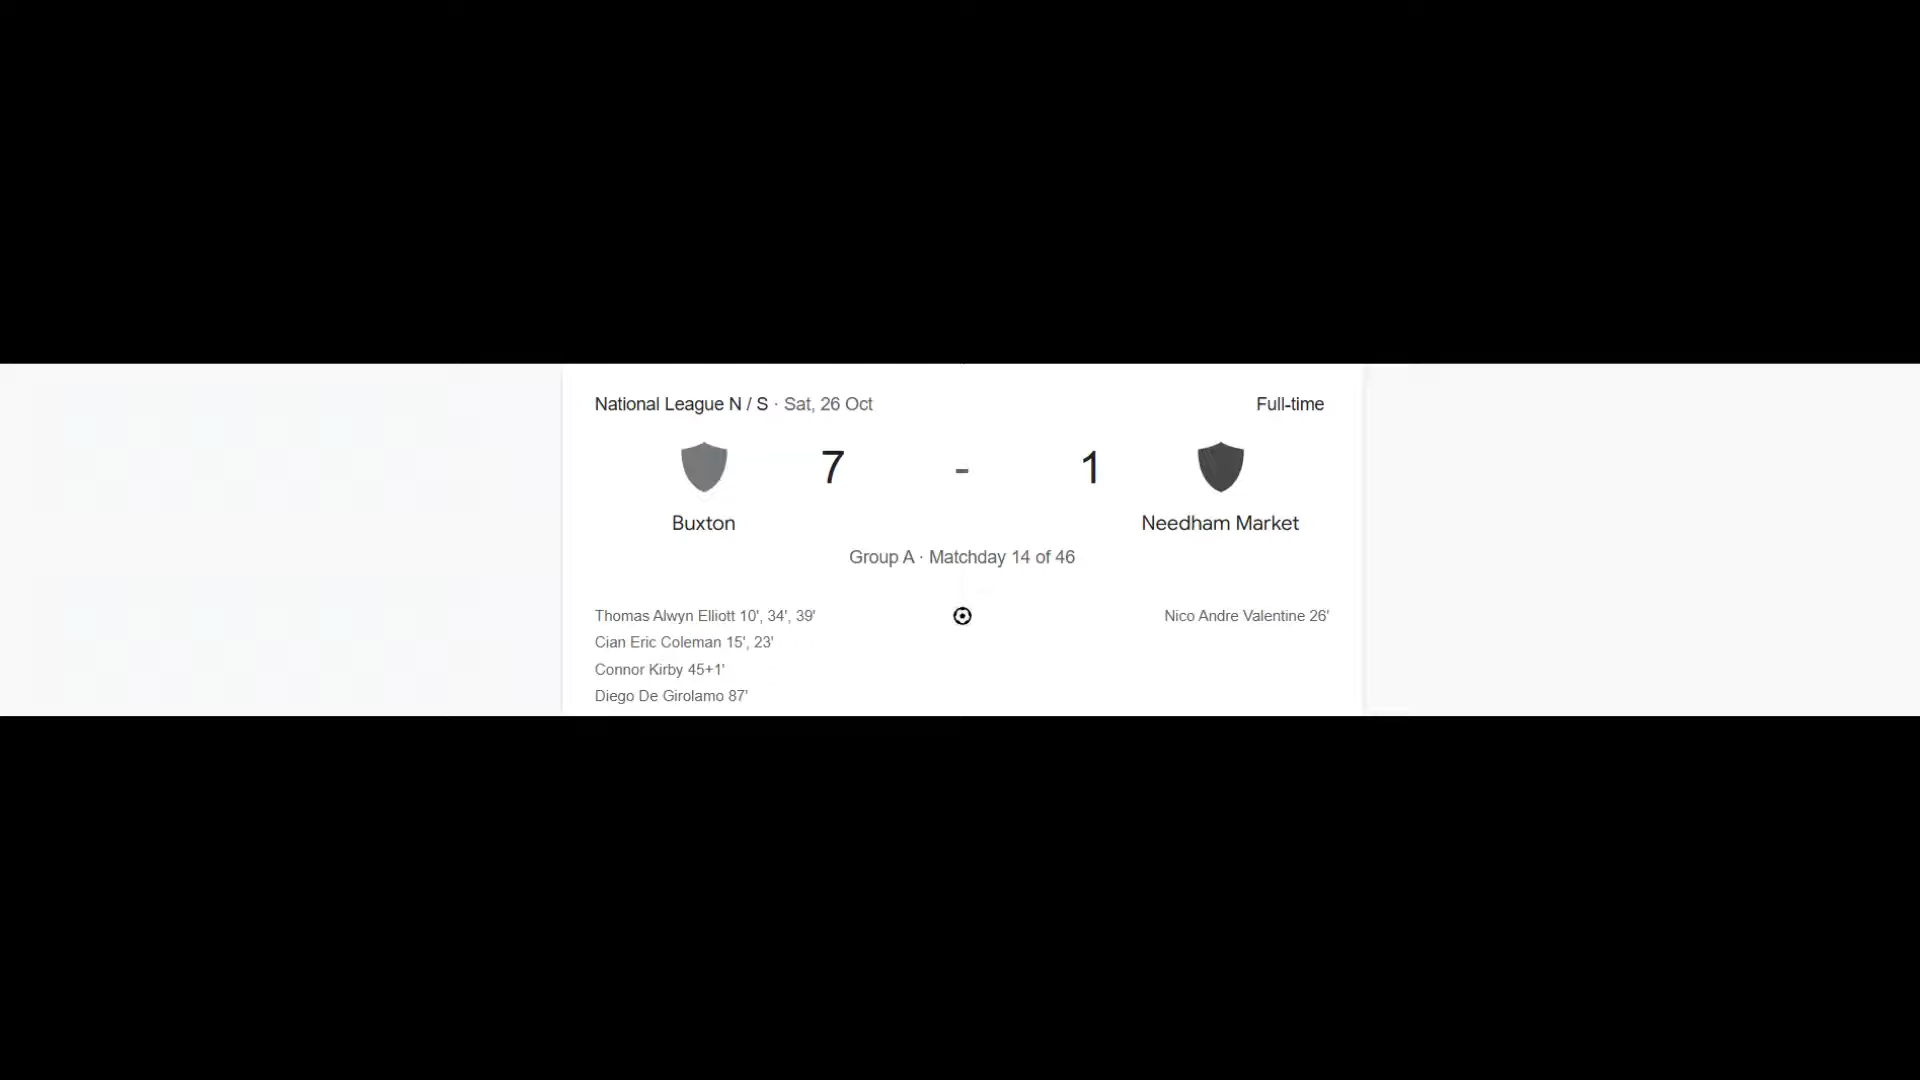 National League N / S · Sat, 26 Oct
Full-time
7 - 1
Buxton
Needham Market
Group A · Matchday 14 of 46
Thomas Alwyn Elliott 10', 34', 39'
Nico Andre Valentine 26'
Cian Eric Coleman 15', 23'
Connor Kirby 45+1'
Diego De Girolamo 87'